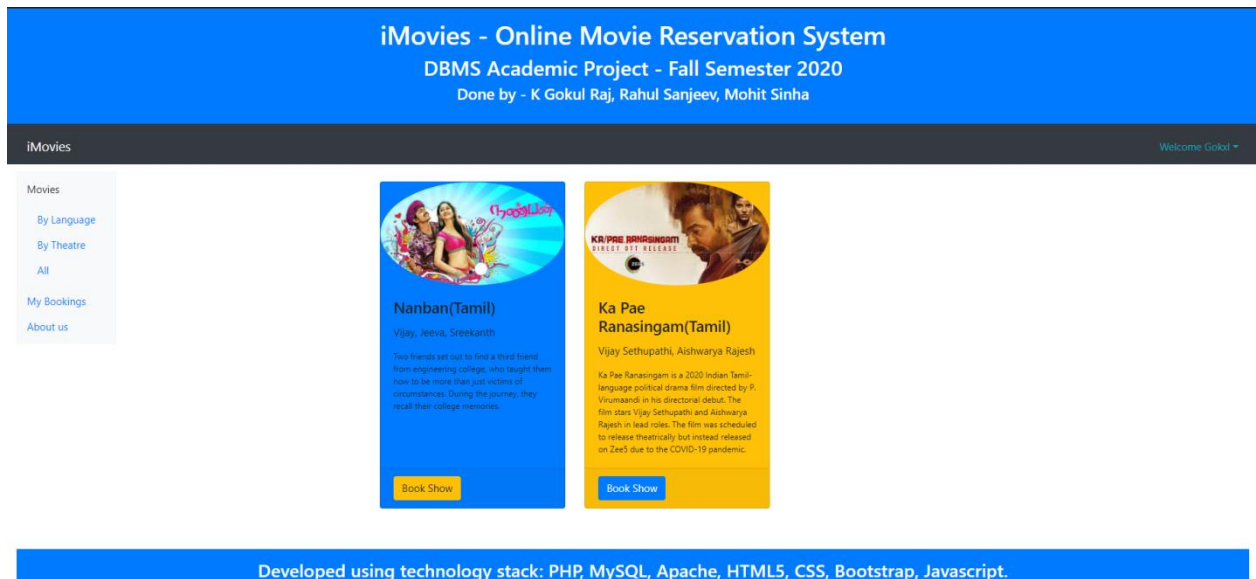 iMovies - Online Movie Reservation System
DBMS Academic Project - Fall Semester 2020
Done by - K Gokul Raj, Rahul Sanjeev, Mohit Sinha
iMovies
Welcome Gokxl
Movies
By Language
By Theatre
All
My Bookings
About us
நண்பன்
Nanban(Tamil)
Vijay, Jeeva, Sreekanth
Two friends set out to find a third friend
from engineering college, who taught them
how to be more than just victims of
circumstances. During the journey, they
recall their college memories.
Book Show
KA/PAE RANASINGAM
DIRECT OTT RELEASE
ZEE5
Ka Pae
Ranasingam(Tamil)
Vijay Sethupathi, Aishwarya Rajesh
Ka Pae Ranasingam is a 2020 Indian Tamil-
language political drama film directed by P.
Virumaandi in his directorial debut. The
film stars Vijay Sethupathi and Aishwarya
Rajesh in lead roles. The film was scheduled
to release theatrically but instead released
on Zee5 due to the COVID-19 pandemic.
Book Show
Developed using technology stack: PHP, MySQL, Apache, HTML5, CSS, Bootstrap, Javascript.